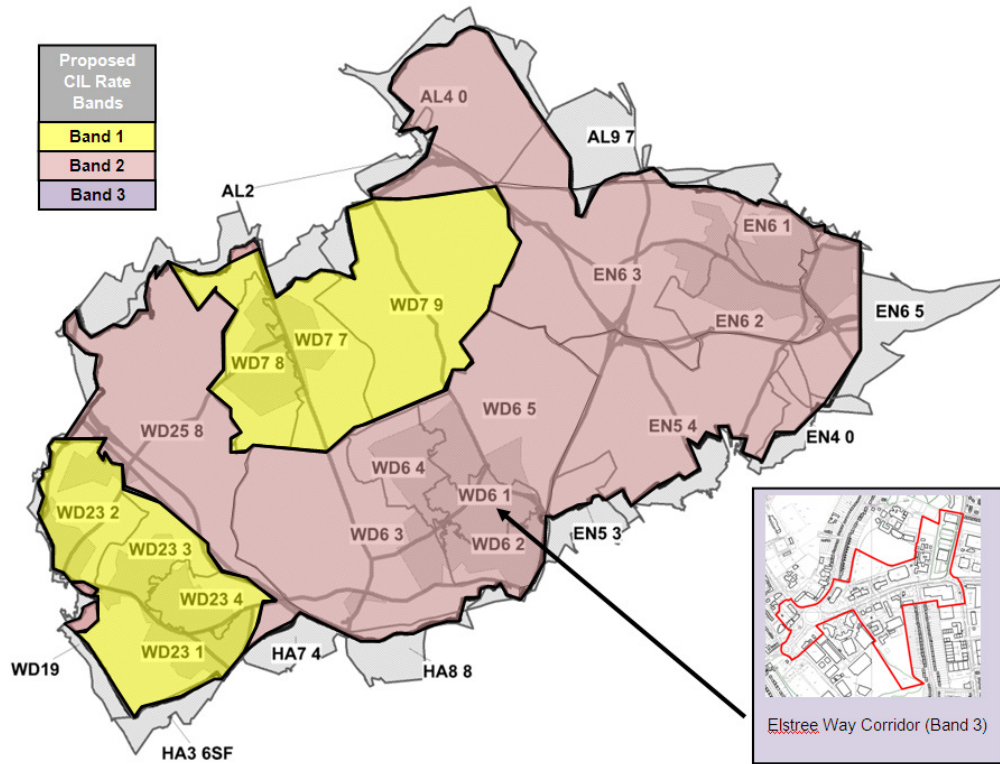 Proposed
CIL Rate
Bands
Band 1
Band 2
Band 3
AL4 0
AL9 7
AL2
EN6 1
EN6 3
EN6 5
EN6 2
WD7 9
WD7 7
WD7 8
WD6 5
EN5 4
WD25 8
EN4 0
WD6 4
WD6 1
WD23 2
EN5 3
WD6 3
WD6 2
WD23 3
WD23 4
WD23 1
HA7 4
WD19
HA8 8
HA3 6SF
Elstree Way Corridor (Band 3)